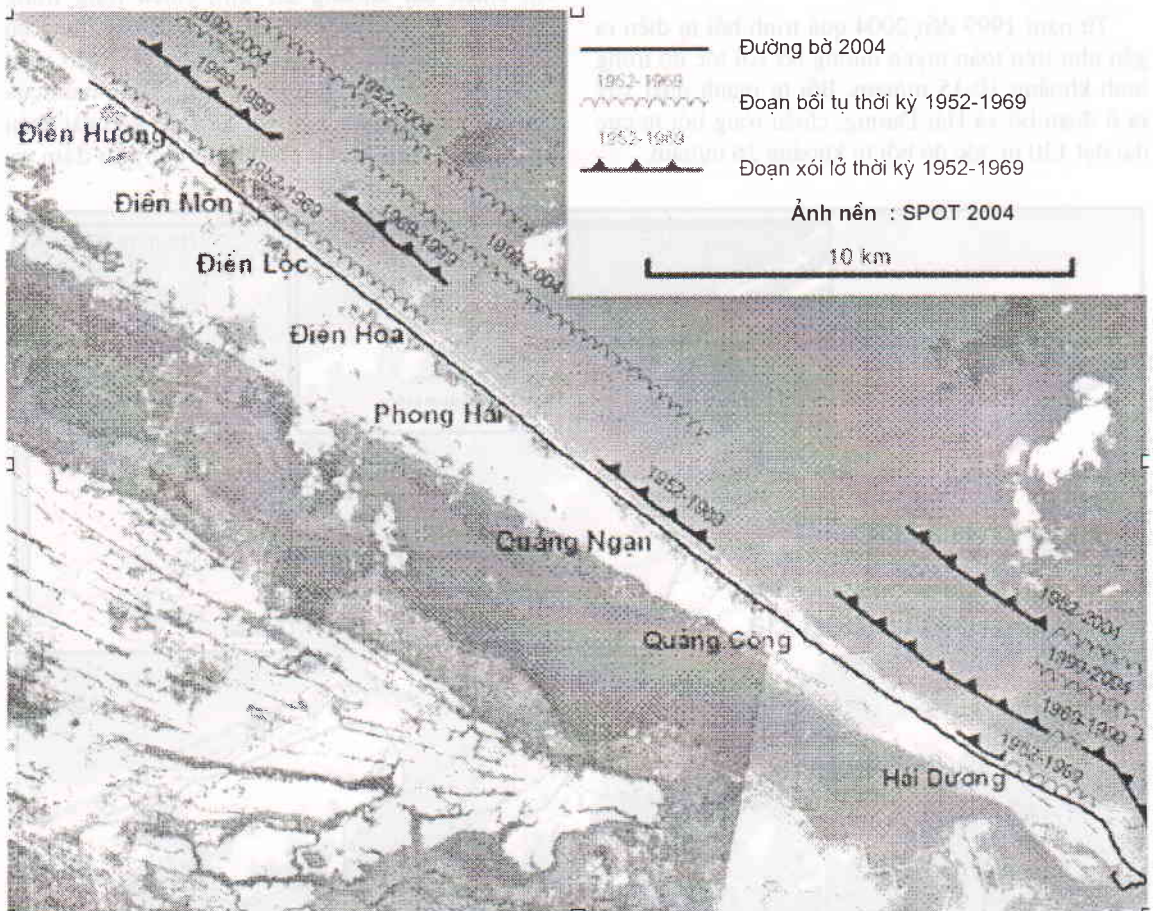 Đường bờ 2004
1952-1969
Đoạn bồi tụ thời kỳ 1952-1969
1952-1969
Đoạn xói lở thời kỳ 1952-1969
Ảnh nền : SPOT 2004
10 km
1999-2004
1969-1999
1952-2004
Điền Hương
1952-1969
Điền Môn
1969-1999
1999-2004
Điền Lộc
Điền Hòa
Phong Hải
1952-1969
Quảng Ngạn
1952-2004
Quảng Công
1999-2004
1969-1999
1952-1969
Hải Dương